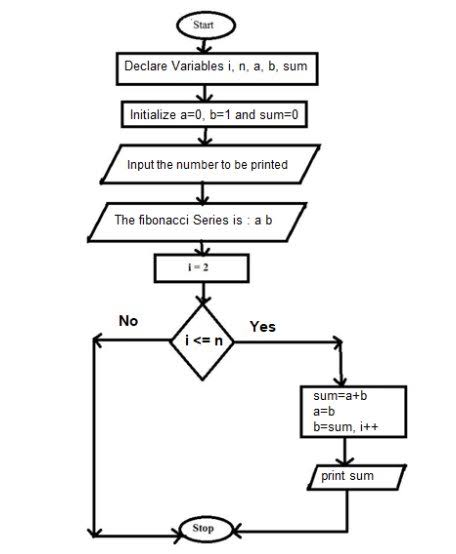 Start
Declare Variables i, n, a, b, sum
Initialize a=0, b=1 and sum=0
Input the number to be printed
The fibonacci Series is : a b
i=2
i <= n
No
Yes
sum=a+b
a=b
b=sum, i++
print sum
Stop